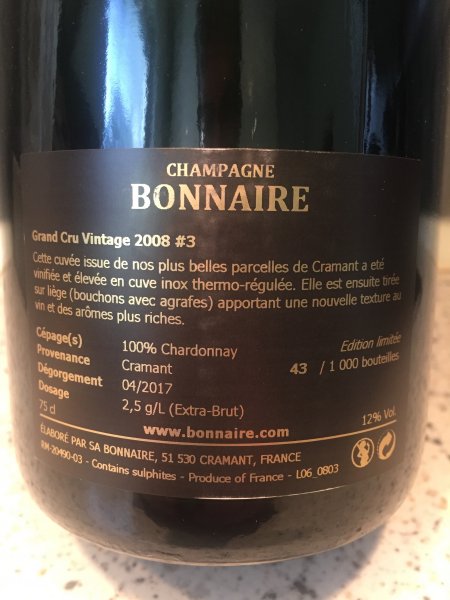 CHAMPAGNE
BONNAIRE
Grand Cru Vintage 2008 #3
Cette cuvée issue de nos plus belles parcelles de Cramant a été
vinifiée et élevée en cuve inox thermo-régulée. Elle est ensuite tirée
sur liège (bouchons avec agrafes) apportant une nouvelle texture au
vin et des arômes plus riches.
Cépage(s) 100% Chardonnay
Provenance Cramant
Dégorgement 04/2017
Dosage 2,5 g/L (Extra-Brut)
Edition limitée
43 / 1 000 bouteilles
75 cl
www.bonnaire.com
12% Vol.
ÉLABORÉ PAR SA BONNAIRE, 51 530 CRAMANT, FRANCE
RM-20490-03 - Contains sulphites - Produce of France - L06_0803